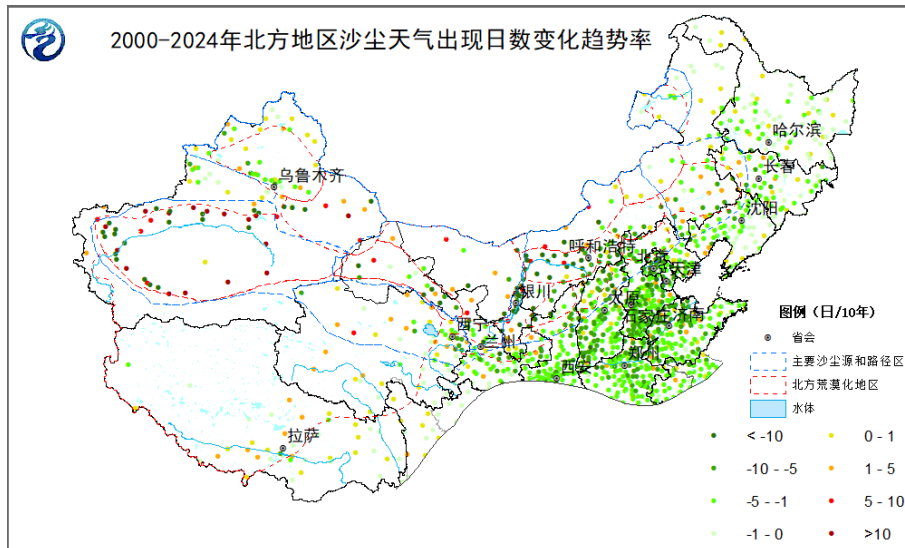 2000-2024年北方地区沙尘天气出现日数变化趋势率
哈尔滨
长春
乌鲁木齐
沈阳
呼和浩特
北京
天津
银川
太原
石家庄
济南
西宁
兰州
郑州
西安
拉萨
图例（日/10年）
省会
主要沙尘源和路径区
北方荒漠化地区
水体
< -10
0 - 1
-10 - -5
1 - 5
-5 - -1
5 - 10
-1 - 0
>10